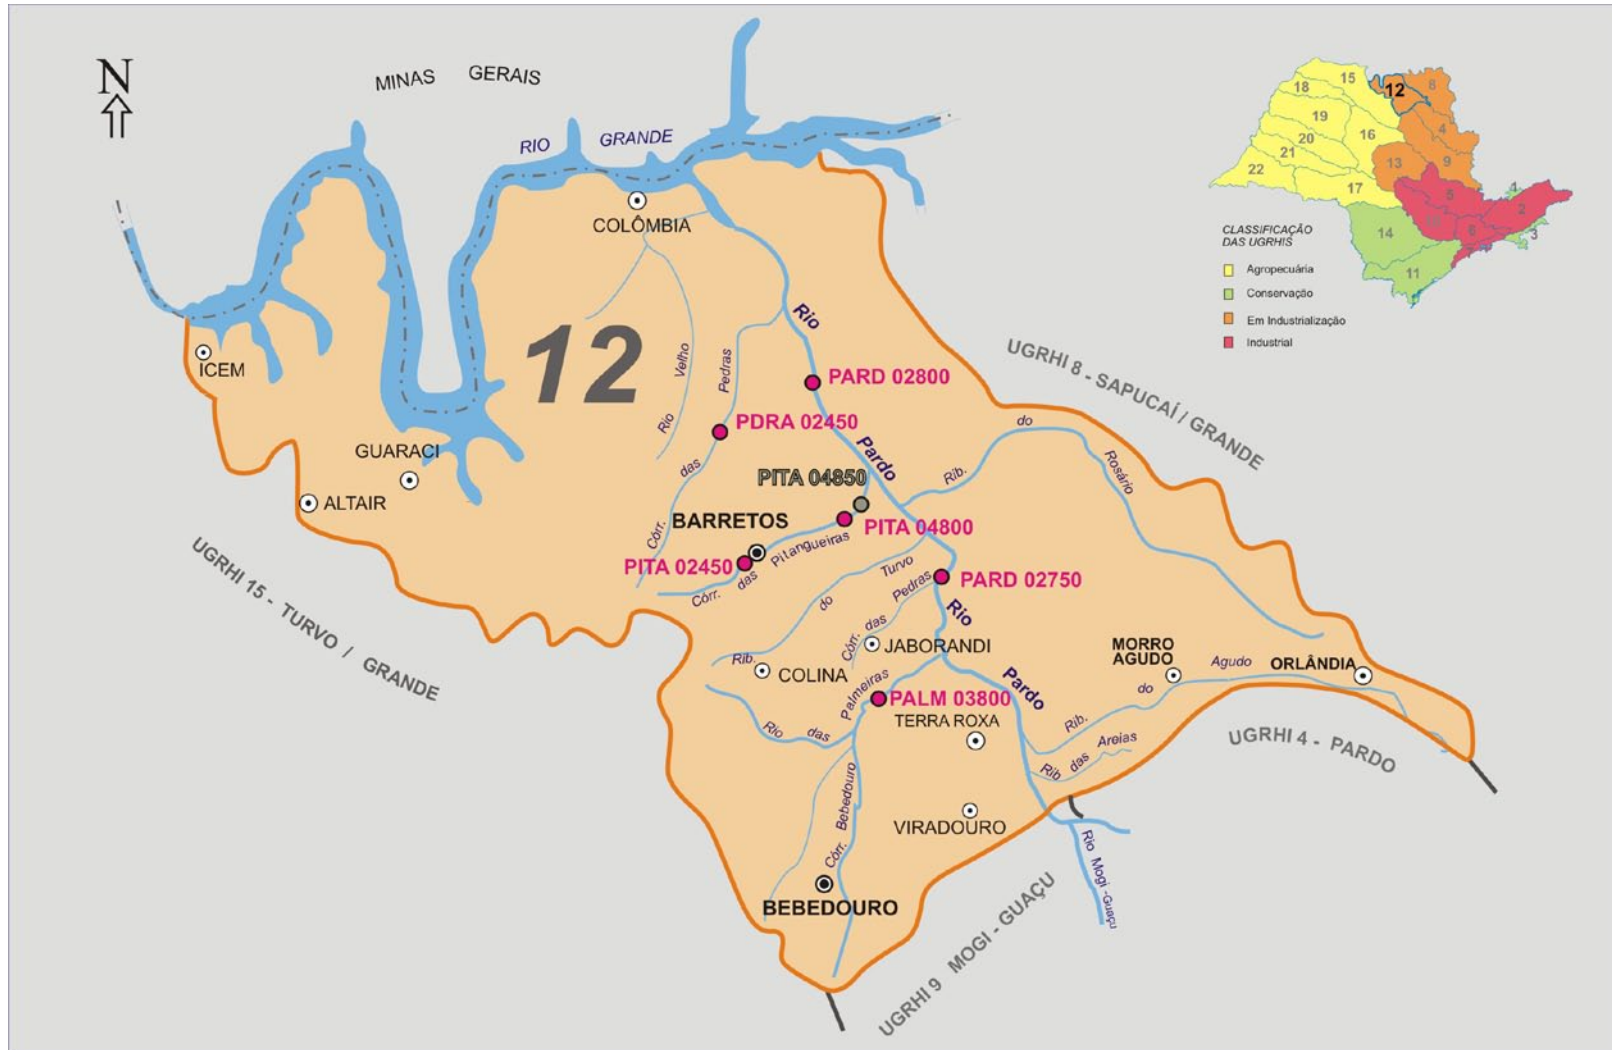 N
MINAS GERAIS
RIO GRANDE
COLÔMBIA
12
ICEM
GUARACI
ALTAIR
Rio Velho
Córr. das Pedras
Rio
Pardo
PARD 02800
PDRA 02450
PITA 04850
PITA 04800
BARRETOS
PITA 02450
Córr. das Pitangueiras
Rib. do Rosário
Rib. do Turvo
Córr. das Pedras
PARD 02750
Rio
Pardo
JABORANDI
COLINA
Rio das Palmeiras
PALM 03800
TERRA ROXA
MORRO
AGUDO
ORLÂNDIA
Rib. do Agudo
Rib das Areias
VIRADOURO
Córr. Bebedouro
BEBEDOURO
Rio Mogi -Guaçu
UGRHI 15 - TURVO / GRANDE
UGRHI 8 - SAPUCAÍ / GRANDE
UGRHI 4 - PARDO
UGRHI 9 MOGI - GUAÇU
15
18
12
8
19
4
20
16
21
13
9
22
17
5
2
6
3
14
11
CLASSIFICAÇÃO
DAS UGRHIS
Agropecuária
Conservação
Em Industrialização
Industrial